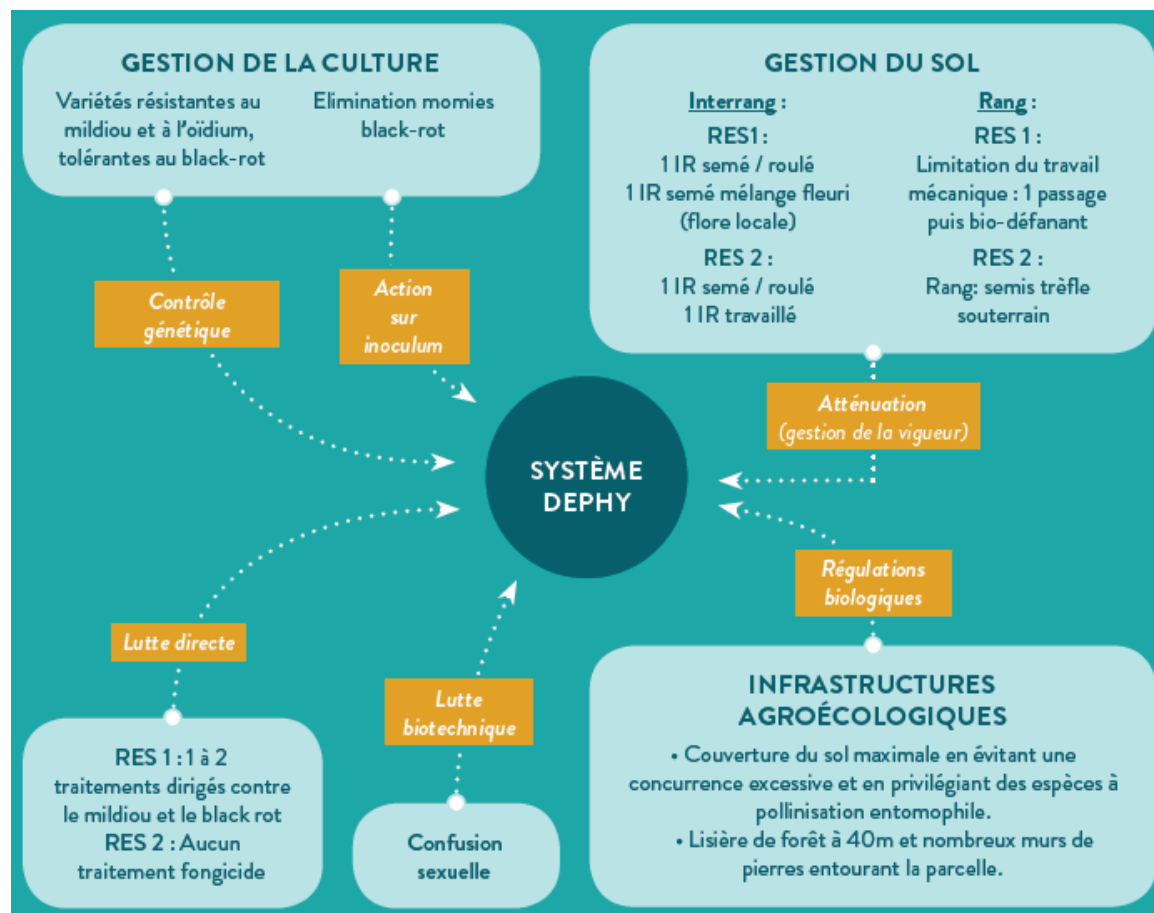 GESTION DE LA CULTURE
Variétés résistantes au
mildiou et à l'oïdium,
tolérantes au black-rot
Elimination momies
black-rot
GESTION DU SOL
Interrang :
RES1 :
1 IR semé / roulé
1 IR semé mélange fleuri
(flore locale)
RES 2 :
1 IR semé / roulé
1 IR travaillé
Rang :
RES 1 :
Limitation du travail
mécanique : 1 passage
puis bio-défanant
RES 2 :
Rang: semis trèfle
souterrain
Contrôle
génétique
Action
sur
inoculum
Atténuation
(gestion de la vigueur)
SYSTÈME
DEPHY
Régulations
biologiques
Lutte directe
Lutte
biotechnique
RES 1 : 1 à 2
traitements dirigés contre
le mildiou et le black rot
RES 2 : Aucun
traitement fongicide
Confusion
sexuelle
INFRASTRUCTURES
AGROÉCOLOGIQUES
• Couverture du sol maximale en évitant une
concurrence excessive et en privilégiant des espèces à
pollinisation entomophile.
• Lisière de forêt à 40m et nombreux murs de
pierres entourant la parcelle.